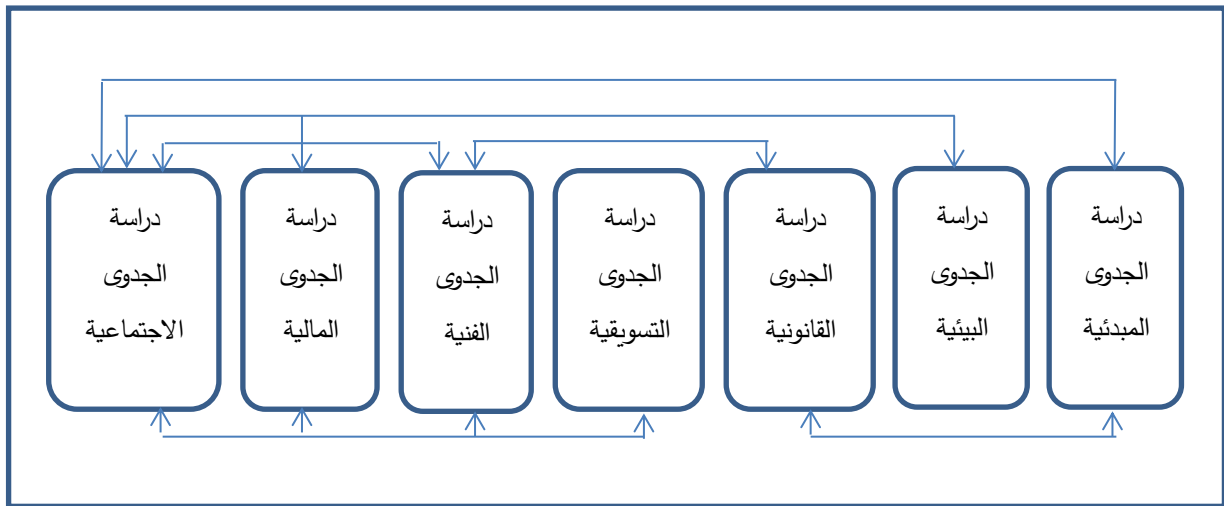 دراسة
الجدوى
المبدئية
دراسة
الجدوى
البيئية
دراسة
الجدوى
القانونية
دراسة
الجدوى
التسويقية
دراسة
الجدوى
الفنية
دراسة
الجدوى
المالية
دراسة
الجدوى
الاجتماعية